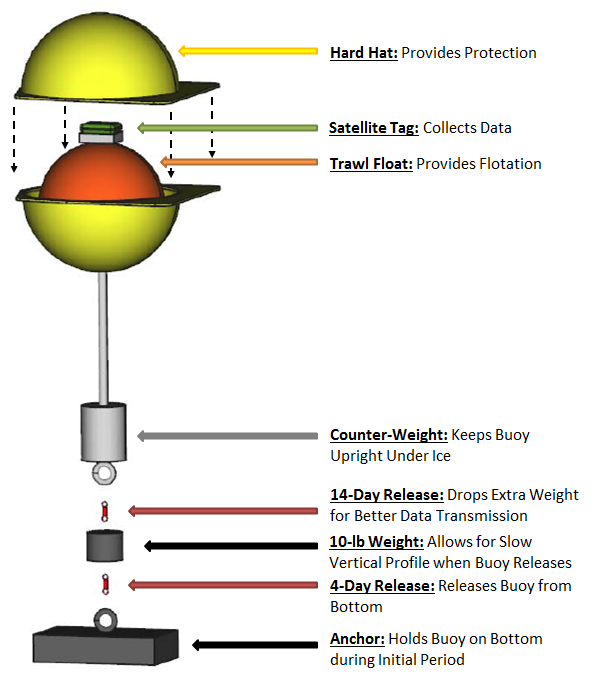 Hard Hat: Provides Protection
Satellite Tag: Collects Data
Trawl Float: Provides Flotation
Counter-Weight: Keeps Buoy
Upright Under Ice
14-Day Release: Drops Extra Weight
for Better Data Transmission
10-lb Weight: Allows for Slow
Vertical Profile when Buoy Releases
4-Day Release: Releases Buoy from
Bottom
Anchor: Holds Buoy on Bottom
during Initial Period